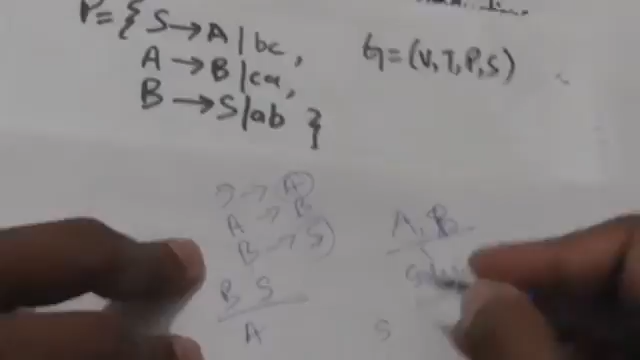 P = { S → A | bc,
A → B | ca,
B → S | ab }
G = (V, T, P, S)
S → A
A → B
B → S
A, B
B S
A
S